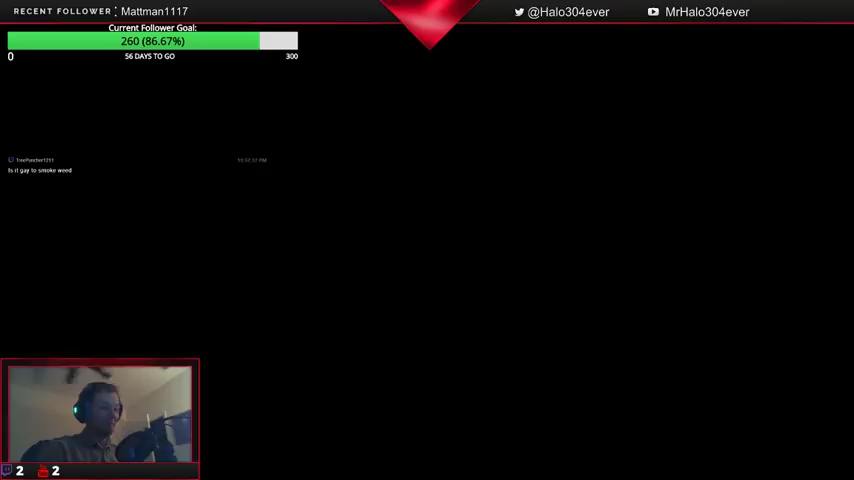 RECENT FOLLOWER : Mattman1117
@Halo304ever
MrHalo304ever
Current Follower Goal:
260 (86.67%)
0
56 DAYS TO GO
300
TreePuncher1251
Is it gay to smoke weed
2
2